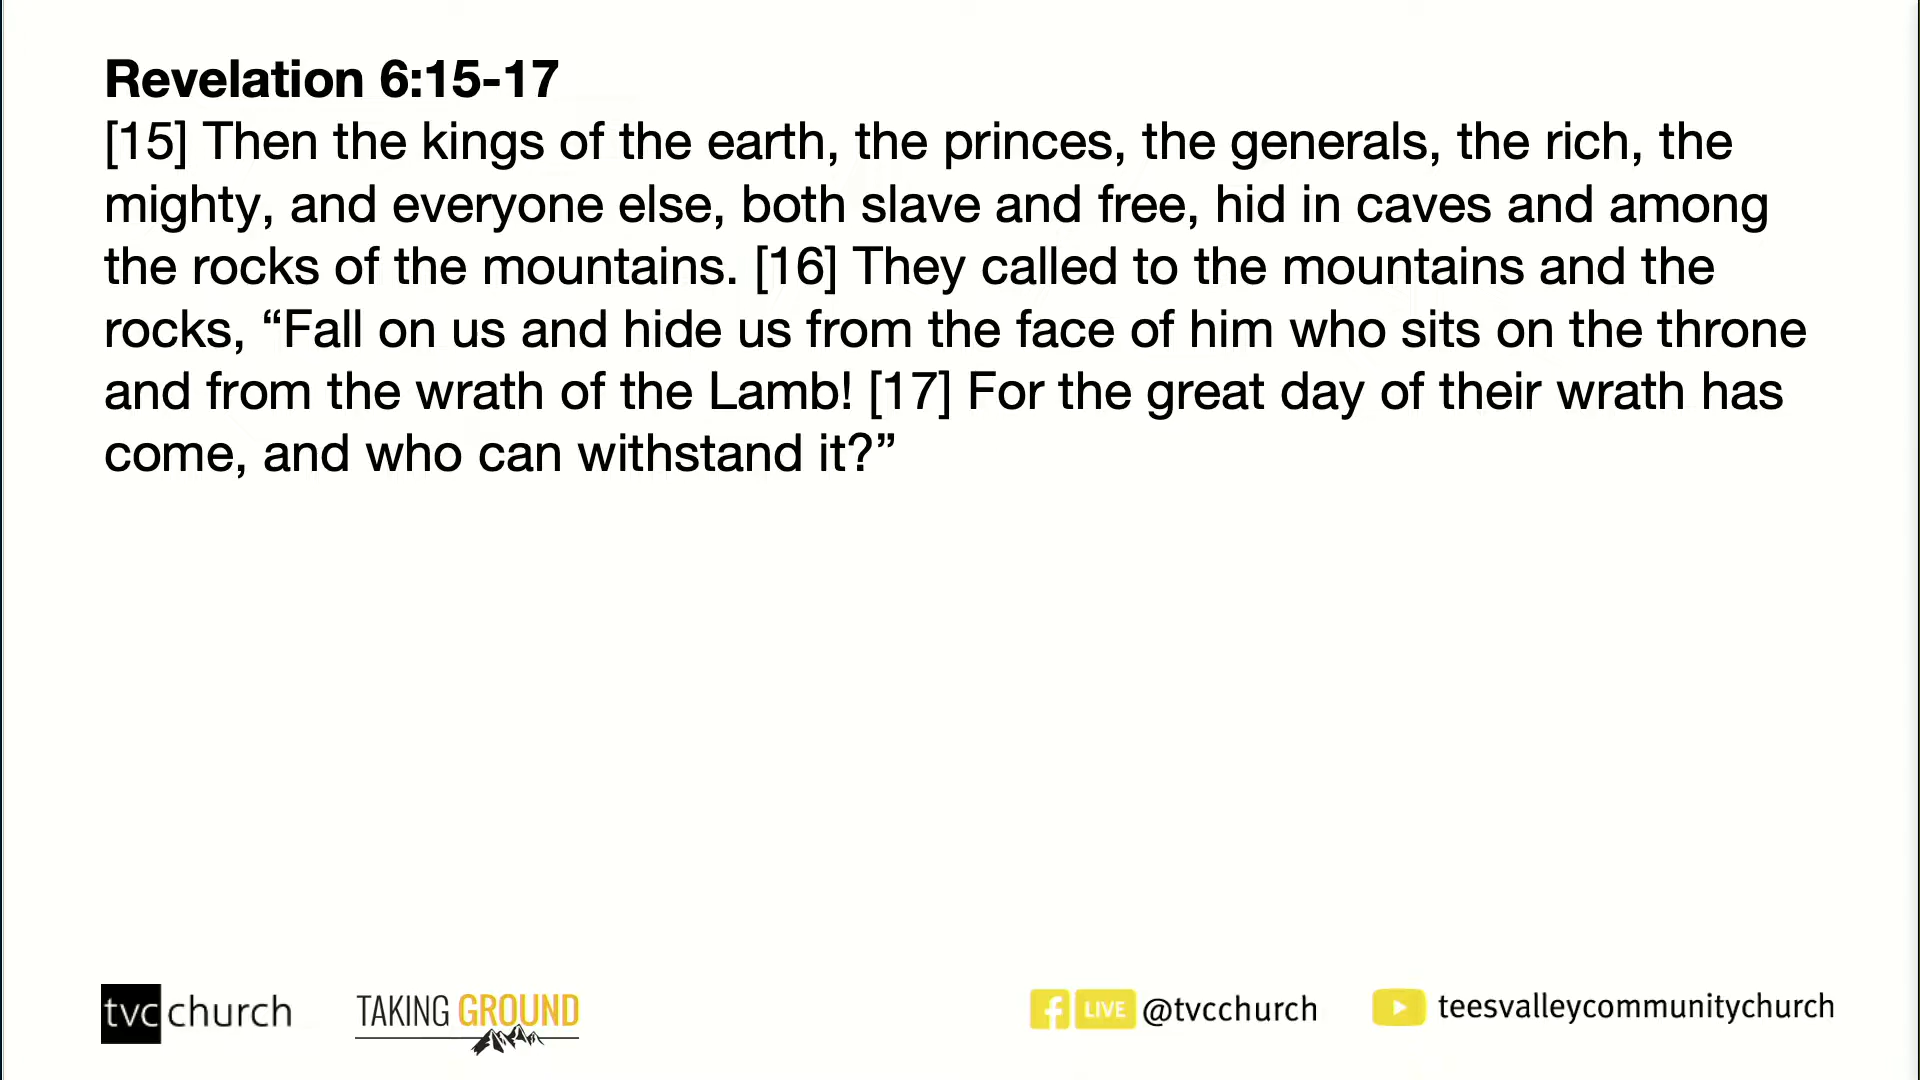 Revelation 6:15-17
[15] Then the kings of the earth, the princes, the generals, the rich, the
mighty, and everyone else, both slave and free, hid in caves and among
the rocks of the mountains. [16] They called to the mountains and the
rocks, “Fall on us and hide us from the face of him who sits on the throne
and from the wrath of the Lamb! [17] For the great day of their wrath has
come, and who can withstand it?”
tvc church
TAKING GROUND
f LIVE @tvcchurch
teesvalleycommunitychurch